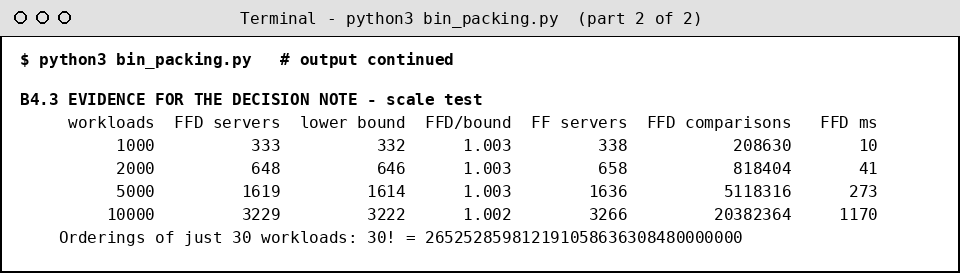 Terminal - python3 bin_packing.py  (part 2 of 2)
$ python3 bin_packing.py   # output continued
B4.3 EVIDENCE FOR THE DECISION NOTE - scale test
workloads  FFD servers  lower bound  FFD/bound  FF servers  FFD comparisons   FFD ms
1000          333          332      1.003         338           208630       10
2000          648          646      1.003         658           818404       41
5000         1619         1614      1.003        1636          5118316      273
10000         3229         3222      1.002        3266         20382364     1170
Orderings of just 30 workloads: 30! = 265252859812191058636308480000000